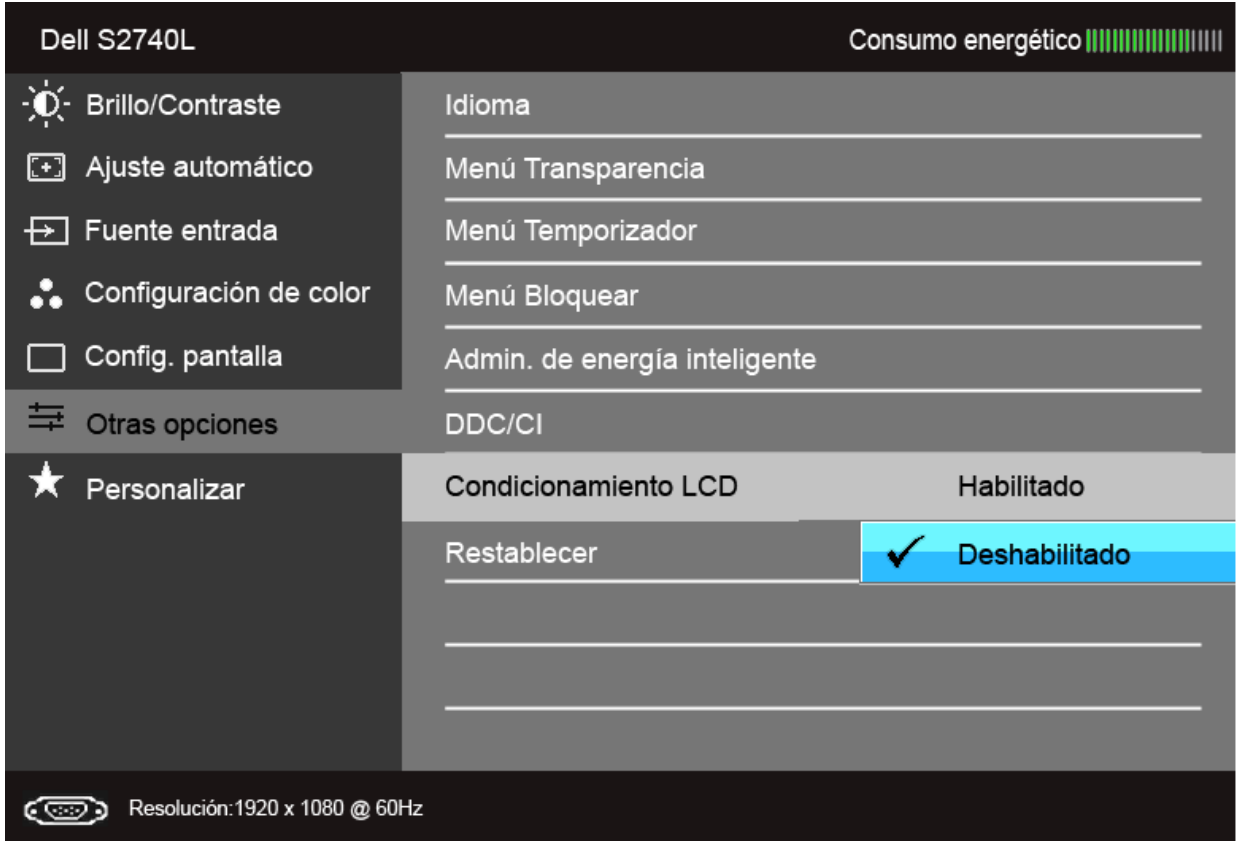 Dell S2740L
Consumo energético
Brillo/Contraste
Ajuste automático
Fuente entrada
Configuración de color
Config. pantalla
Otras opciones
Personalizar
Idioma
Menú Transparencia
Menú Temporizador
Menú Bloquear
Admin. de energía inteligente
DDC/CI
Condicionamiento LCD
Habilitado
Restablecer
Deshabilitado
Resolución:1920 x 1080 @ 60Hz